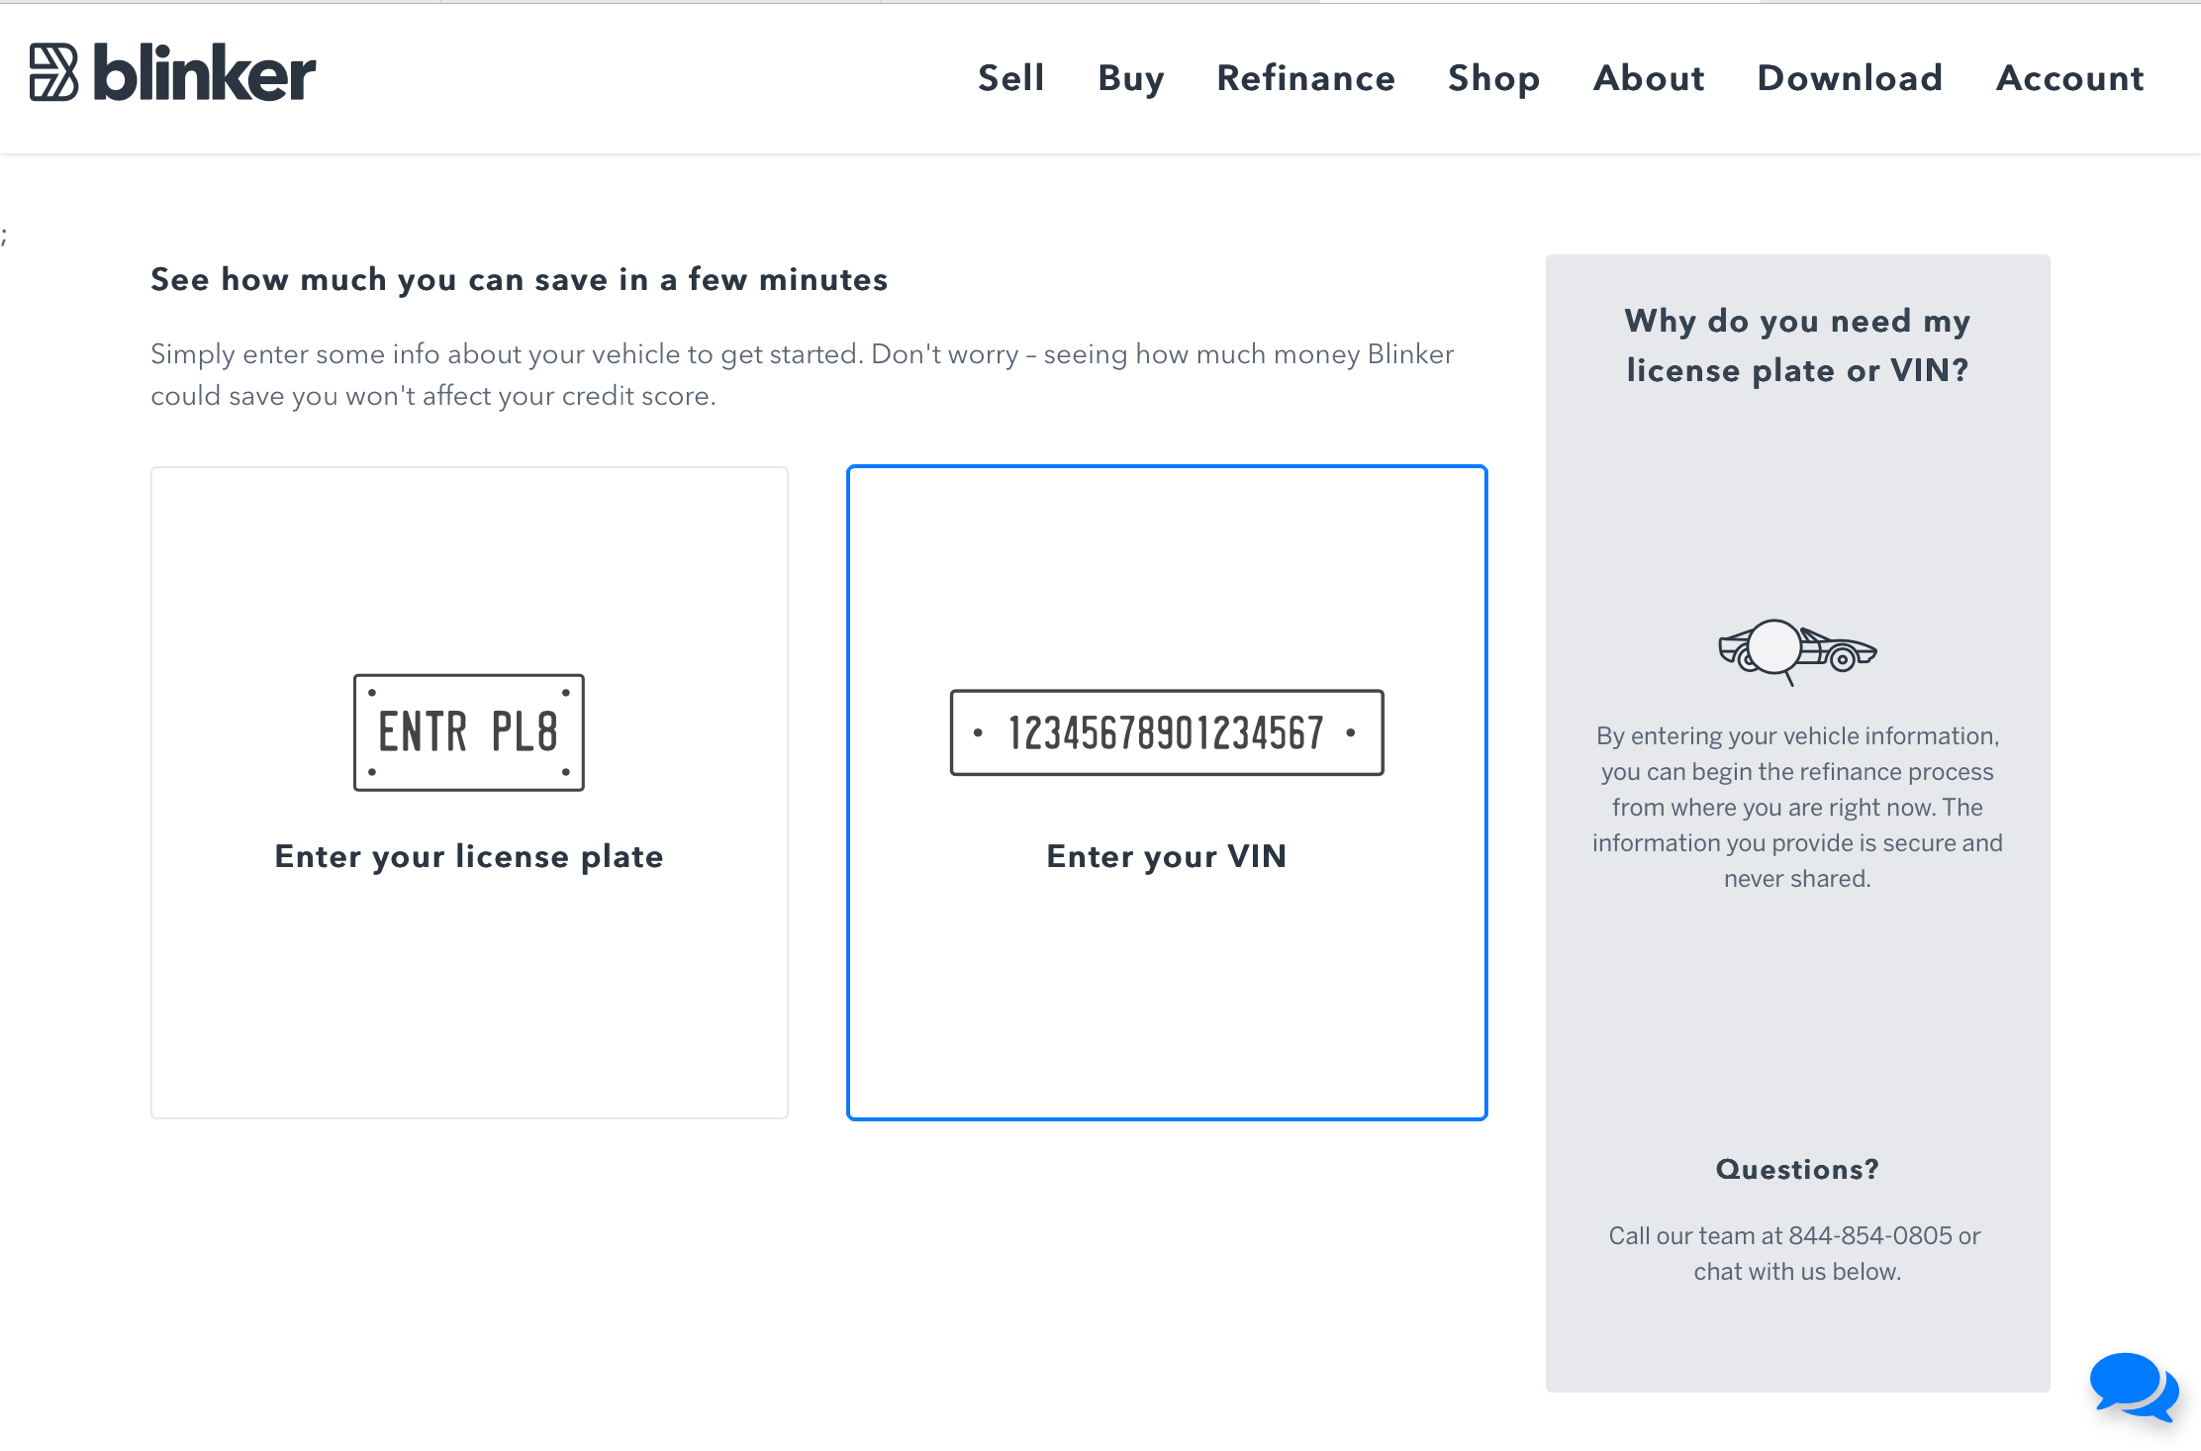 blinker
Sell Buy Refinance Shop About Download Account
;
See how much you can save in a few minutes
Simply enter some info about your vehicle to get started. Don't worry – seeing how much money Blinker
could save you won't affect your credit score.
ENTR PL8
Enter your license plate
12345678901234567
Enter your VIN
Why do you need my
license plate or VIN?
By entering your vehicle information,
you can begin the refinance process
from where you are right now. The
information you provide is secure and
never shared.
Questions?
Call our team at 844-854-0805 or
chat with us below.